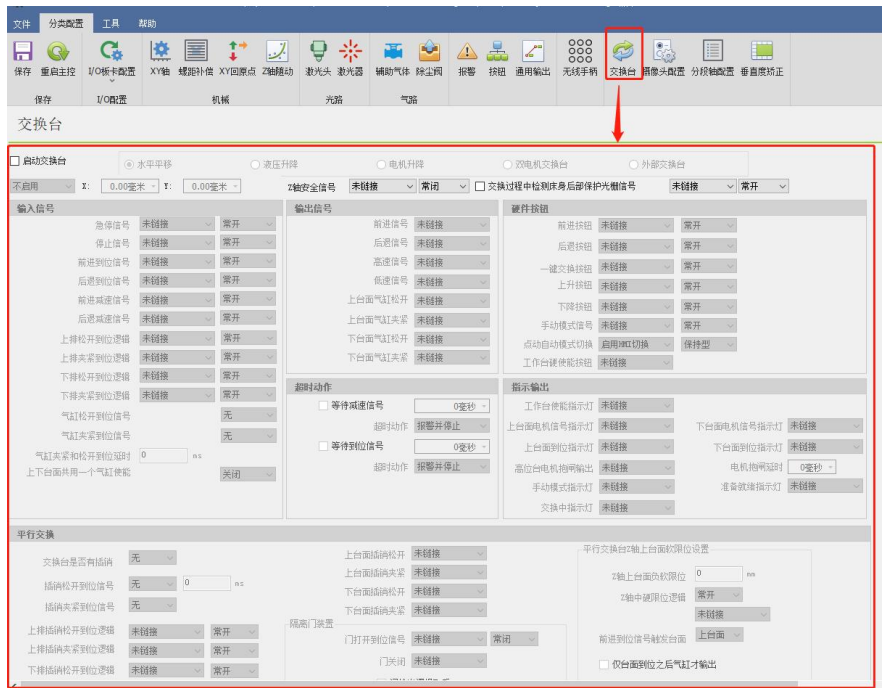 文件 分类配置 工具 帮助
保存 重启主控 I/O板卡配置 XY轴 螺距补偿 XY回原点 Z轴随动 激光头 激光器 辅助气体 除尘阀 报警 按钮 通用输出 无线手柄 交换台 摄像头配置 分段轴配置 垂直度矫正
保存 I/O配置 机械 光路 气路
交换台
启动交换台 水平平移 液压升降 电机升降 双电机交换台 外部交换台
不启用 X: 0.00毫米 Y: 0.00毫米 Z轴安全信号 未链接 常闭 交换过程中检测床身后部保护光栅信号 未链接 常开
输入信号
急停信号 未链接 常开
停止信号 未链接 常开
前进到位信号 未链接 常开
后退到位信号 未链接 常开
前进减速信号 未链接 常开
后退减速信号 未链接 常开
上排松开到位逻辑 未链接 常开
上排夹紧到位逻辑 未链接 常开
下排松开到位逻辑 未链接 常开
下排夹紧到位逻辑 未链接 常开
气缸松开到位信号 无
气缸夹紧到位信号 无
气缸夹紧和松开到位延时 0 ms
上下台面共用一个气缸使能 关闭
输出信号
前进信号 未链接
后退信号 未链接
高速信号 未链接
低速信号 未链接
上台面气缸松开 未链接
上台面气缸夹紧 未链接
下台面气缸松开 未链接
下台面气缸夹紧 未链接
超时动作
等待减速信号 0毫秒
超时动作 报警并停止
等待到位信号 0毫秒
超时动作 报警并停止
硬件按钮
前进按钮 未链接 常开
后退按钮 未链接 常开
一键交换按钮 未链接 常开
上升按钮 未链接 常开
下降按钮 未链接 常开
手动模式信号 未链接 常开
点动自动模式切换 启用HMI切换 保持型
工作台硬使能按钮 未链接
指示输出
工作台使能指示灯 未链接
上台面电机信号指示灯 未链接 下台面电机信号指示灯 未链接
上台面到位指示灯 未链接 下台面到位指示灯 未链接
高位台电机抱闸输出 未链接 电机抱闸延时 0毫秒
手动模式指示灯 未链接 准备就绪指示灯 未链接
交换中指示灯 未链接
平行交换
交换台是否有插销 无
插销松开到位信号 无 0 ms
插销夹紧到位信号 无
上排插销松开到位逻辑 未链接 常开
上排插销夹紧到位逻辑 未链接 常开
下排插销松开到位逻辑 未链接 常开
上台面插销松开 未链接
上台面插销夹紧 未链接
下台面插销松开 未链接
下台面插销夹紧 未链接
隔离门装置
门打开到位信号 未链接 常闭
门关闭 未链接
平行交换台Z轴上台面软限位设置
Z轴上台面负软限位 0 mm
Z轴中硬限位逻辑 常开
未链接
前进到位信号触发台面 上台面
仅台面到位之后气缸才输出